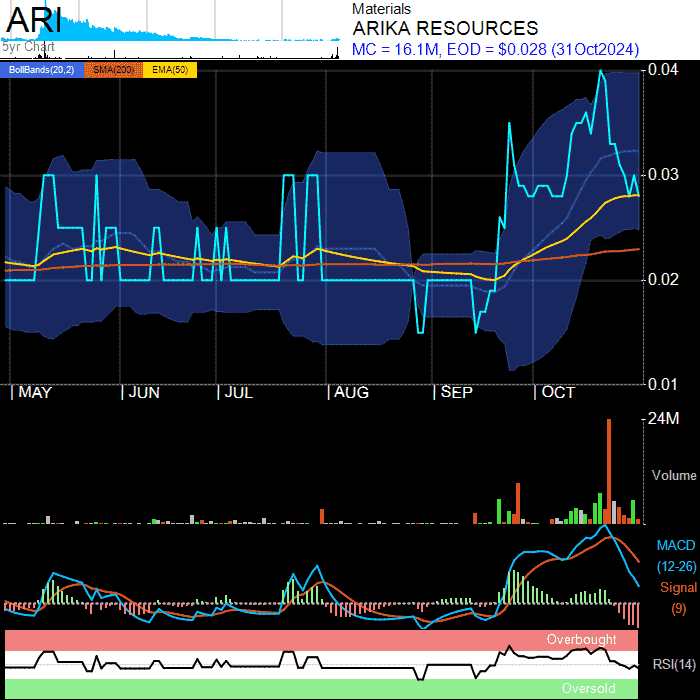 ARI
5yr Chart
Materials
ARIKA RESOURCES
MC = 16.1M, EOD = $0.028 (31Oct2024)
BollBands(20,2) SMA(200) EMA(50)
0.04
0.03
0.02
0.01
MAY JUN JUL AUG SEP OCT
24M
Volume
MACD
(12-26)
Signal
(9)
Overbought
RSI(14)
Oversold